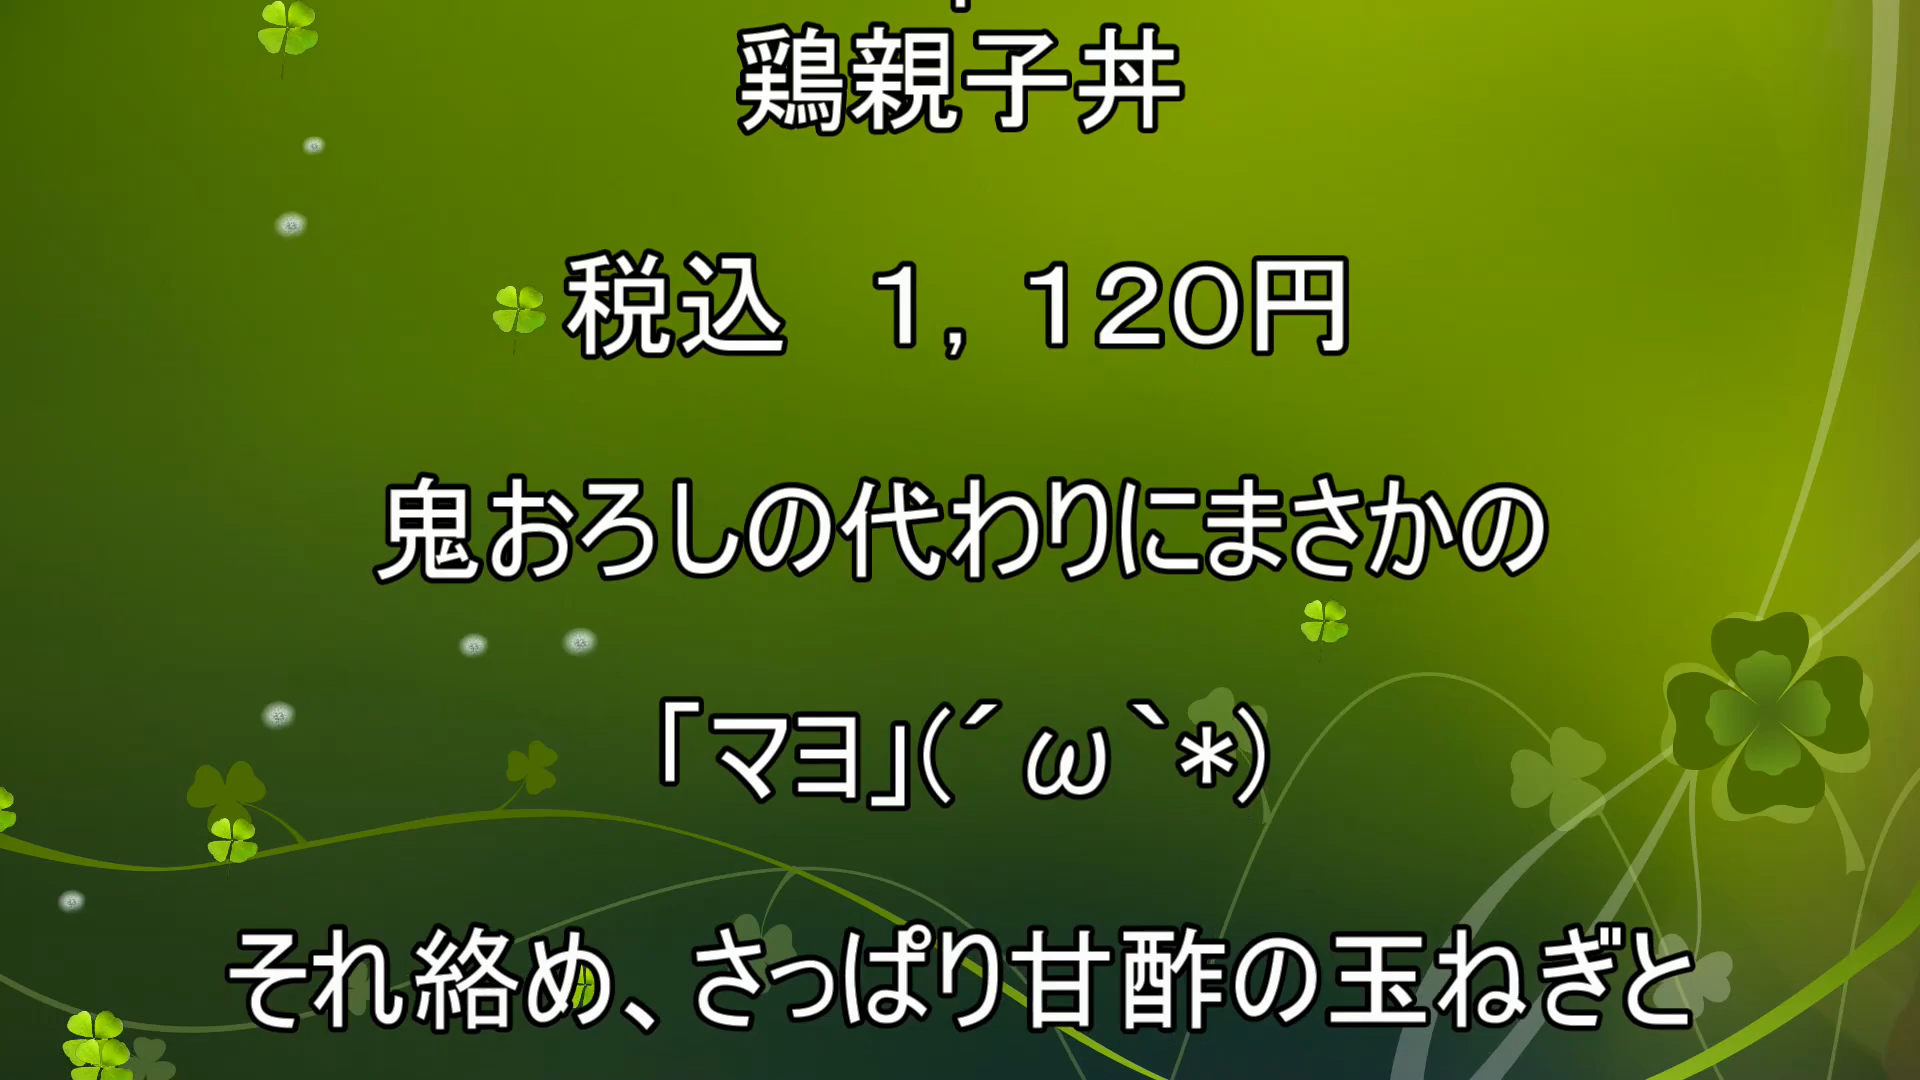 鶏親子丼
税込　１，１２０円
鬼おろしの代わりにまさかの
「マヨ」(´ω｀*)
それ絡め、さっぱり甘酢の玉ねぎと